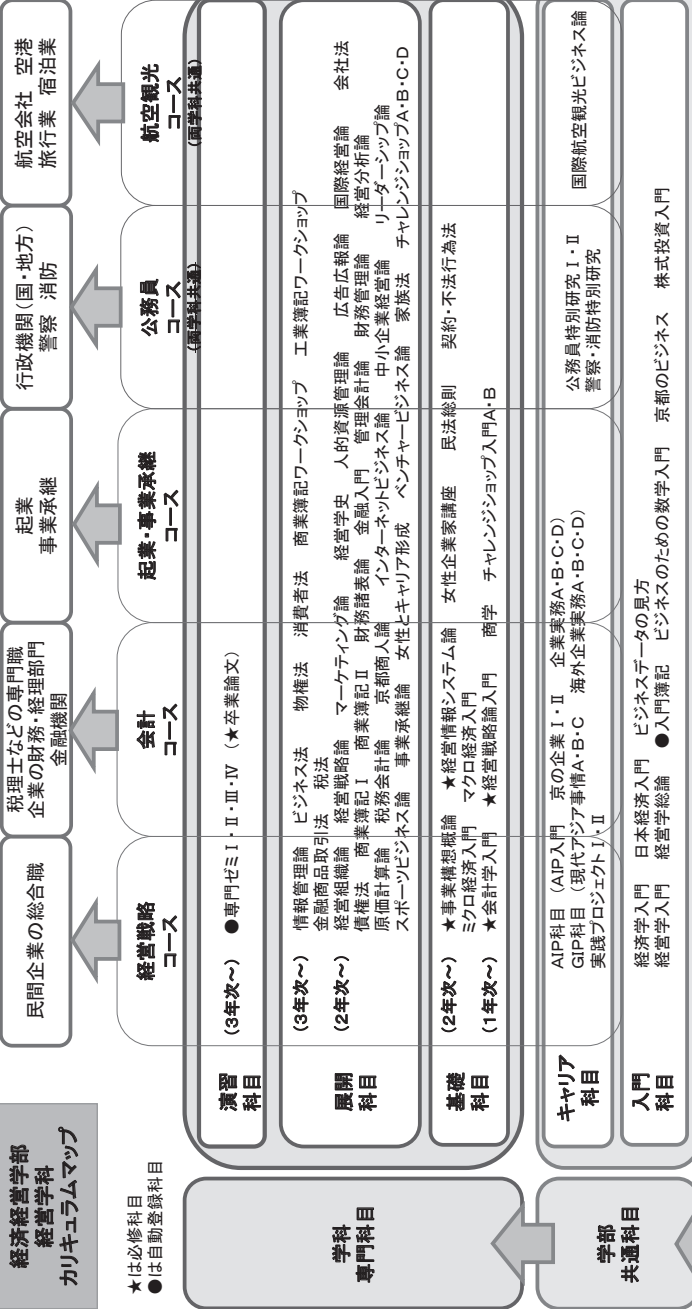 経済経営学部
経営学科
カリキュラムマップ
★は必修科目
●は自動登録科目
民間企業の総合職
税理士などの専門職
企業の財務・経理部門
金融機関
起業
事業承継
行政機関(国・地方)
警察 消防
航空会社 空港
旅行業 宿泊業
経営戦略
コース
会計
コース
起業・事業承継
コース
公務員
コース
(両学科共通)
航空観光
コース
(両学科共通)
学科
専門科目
演習
科目
(3年次~) ●専門ゼミⅠ・Ⅱ・Ⅲ・Ⅳ (★卒業論文)
展開
科目
(3年次~) 情報管理論 ビジネス法 物権法 消費者法 商業簿記ワークショップ 工業簿記ワークショップ
金融商品取引法 税法
(2年次~) 経営組織論 経営戦略論 マーケティング論 経営学史 人的資源管理論 広告広報論 国際経営論 会社法
債権法 商業簿記Ⅰ 商業簿記Ⅱ 財務諸表論 金融入門 管理会計論 財務管理論 経営分析論
原価計算論 税務会計論 京都商人論 インターネットビジネス論 中小企業経営論 リーダーシップ論
スポーツビジネス論 事業承継論 女性とキャリア形成 ベンチャービジネス論 家族法 チャレンジショップA・B・C・D
基礎
科目
(2年次~) ★事業構想概論 ★経営情報システム論 女性企業家講座 民法総則 契約・不法行為法
ミクロ経済入門 マクロ経済入門
(1年次~) ★会計学入門 ★経営戦略論入門 商学 チャレンジショップ入門A・B
学部
共通科目
キャリア
科目
AIP科目 (AIP入門 京の企業Ⅰ・Ⅱ 企業実務A・B・C・D)
GIP科目 (現代アジア事情A・B・C 海外企業実務A・B・C・D)
実践プロジェクトⅠ・Ⅱ
公務員特別研究Ⅰ・Ⅱ
警察・消防特別研究
国際航空観光ビジネス論
入門
科目
経済学入門 日本経済入門 ビジネスデータの見方
経営学入門 経営学総論 ●入門簿記 ビジネスのための数学入門 京都のビジネス 株式投資入門